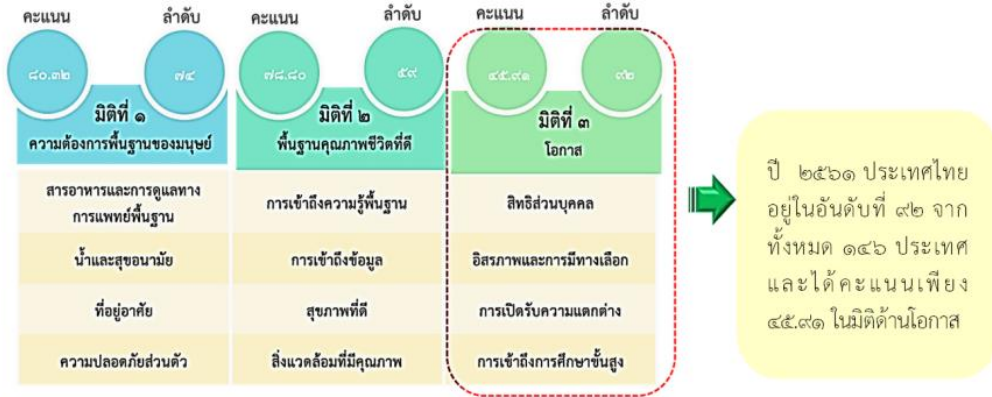 คะแนน ลำดับ
๘๐.๓๒ ๗๔
มิติที่ ๑
ความต้องการพื้นฐานของมนุษย์
สารอาหารและการดูแลทาง
การแพทย์พื้นฐาน
น้ำและสุขอนามัย
ที่อยู่อาศัย
ความปลอดภัยส่วนตัว
คะแนน ลำดับ
๗๘.๘๐ ๕๙
มิติที่ ๒
พื้นฐานคุณภาพชีวิตที่ดี
การเข้าถึงความรู้พื้นฐาน
การเข้าถึงข้อมูล
สุขภาพที่ดี
สิ่งแวดล้อมที่มีคุณภาพ
คะแนน ลำดับ
๔๕.๙๑ ๙๒
มิติที่ ๓
โอกาส
สิทธิส่วนบุคคล
อิสรภาพและการมีทางเลือก
การเปิดรับความแตกต่าง
การเข้าถึงการศึกษาขั้นสูง
ปี ๒๕๖๑ ประเทศไทย
อยู่ในอันดับที่ ๙๒ จาก
ทั้งหมด ๑๔๖ ประเทศ
และได้คะแนนเพียง
๔๕.๙๑ ในมิติด้านโอกาส